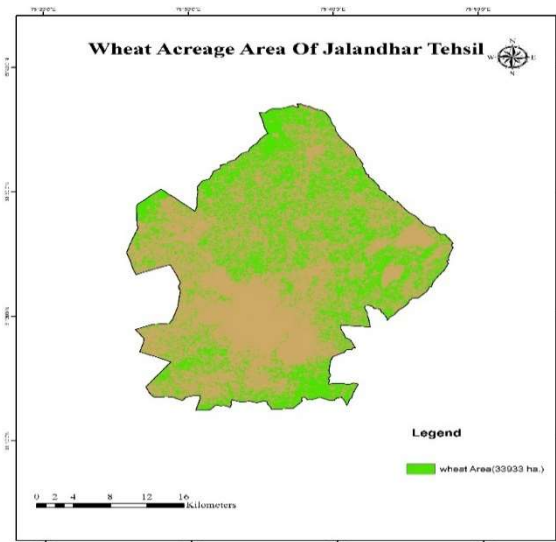 Wheat Acreage Area Of Jalandhar Tehsil
N
W E
Legend
wheat Area(33933 ha.)
0 2 4 8 12 16
Kilometers